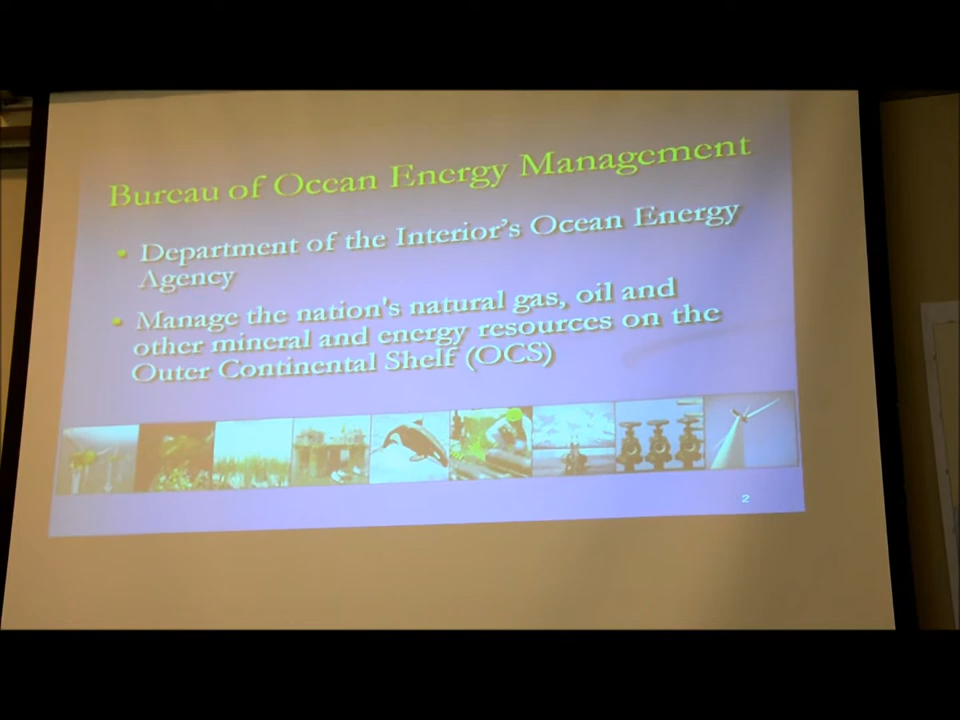 Bureau of Ocean Energy Management
• Department of the Interior's Ocean Energy
Agency
• Manage the nation's natural gas, oil and
other mineral and energy resources on the
Outer Continental Shelf (OCS)
2